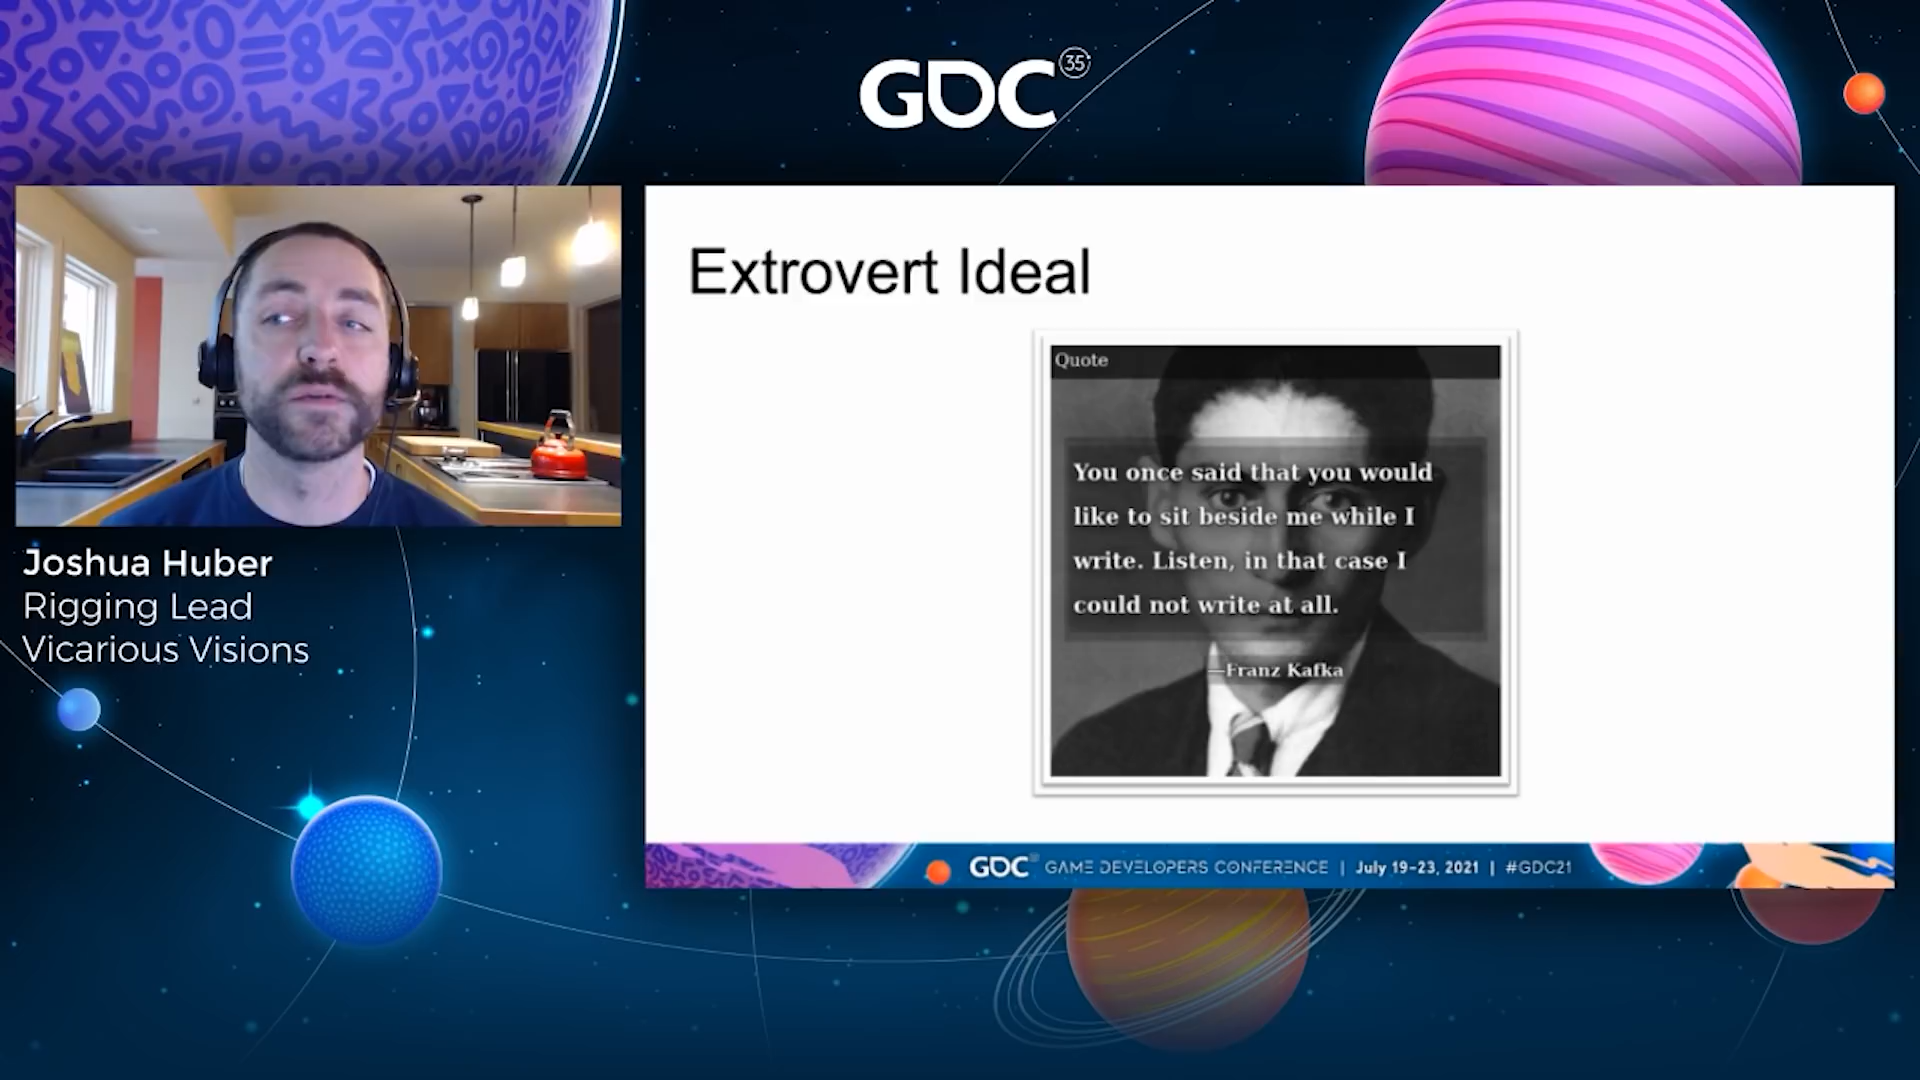 GDC 35
Joshua Huber
Rigging Lead
Vicarious Visions
Extrovert Ideal
Quote
You once said that you would
like to sit beside me while I
write. Listen, in that case I
could not write at all.
—Franz Kafka
GDC GAME DEVELOPERS CONFERENCE | July 19-23, 2021 | #GDC21